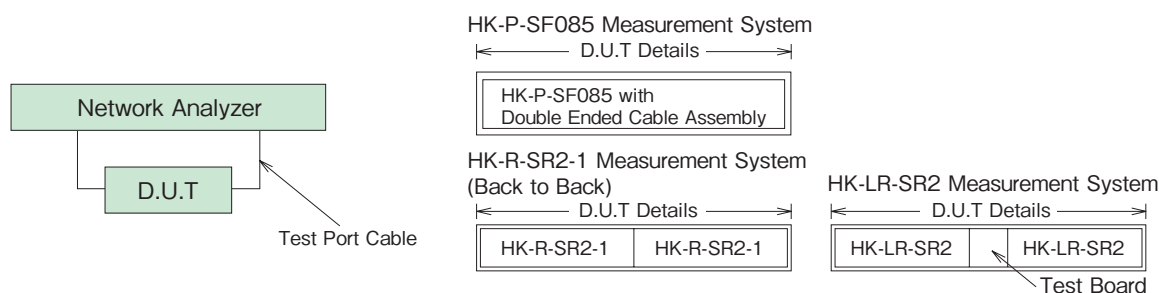 Network Analyzer
D.U.T
Test Port Cable
HK-P-SF085 Measurement System
D.U.T Details
HK-P-SF085 with
Double Ended Cable Assembly
HK-R-SR2-1 Measurement System
(Back to Back)
D.U.T Details
HK-R-SR2-1 HK-R-SR2-1
HK-LR-SR2 Measurement System
D.U.T Details
HK-LR-SR2 HK-LR-SR2
Test Board